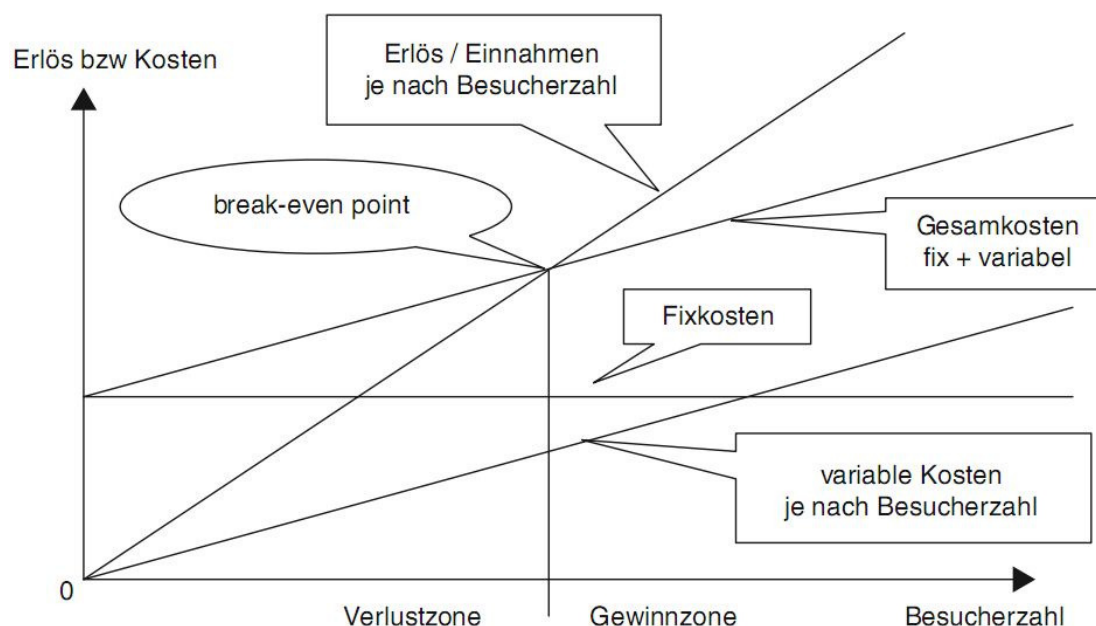 Erlös bzw Kosten
Erlös / Einnahmen
je nach Besucherzahl
break-even point
Gesamkosten
fix + variabel
Fixkosten
variable Kosten
je nach Besucherzahl
0
Verlustzone
Gewinnzone
Besucherzahl